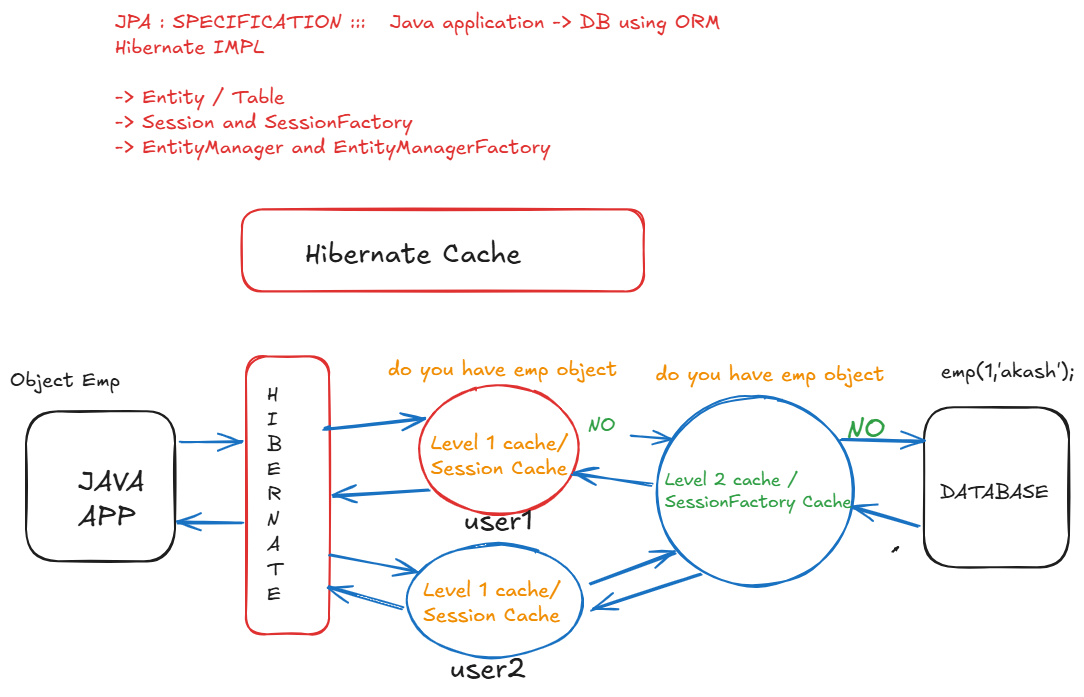 JPA : SPECIFICATION ::: Java application -> DB using ORM
Hibernate IMPL
-> Entity / Table
-> Session and SessionFactory
-> EntityManager and EntityManagerFactory
Hibernate Cache
Object Emp
JAVA
APP
H
I
B
E
R
N
A
T
E
do you have emp object
Level 1 cache/
Session Cache
user1
NO
Level 1 cache/
Session Cache
user2
do you have emp object
Level 2 cache /
SessionFactory Cache
NO
emp(1,'akash');
DATABASE